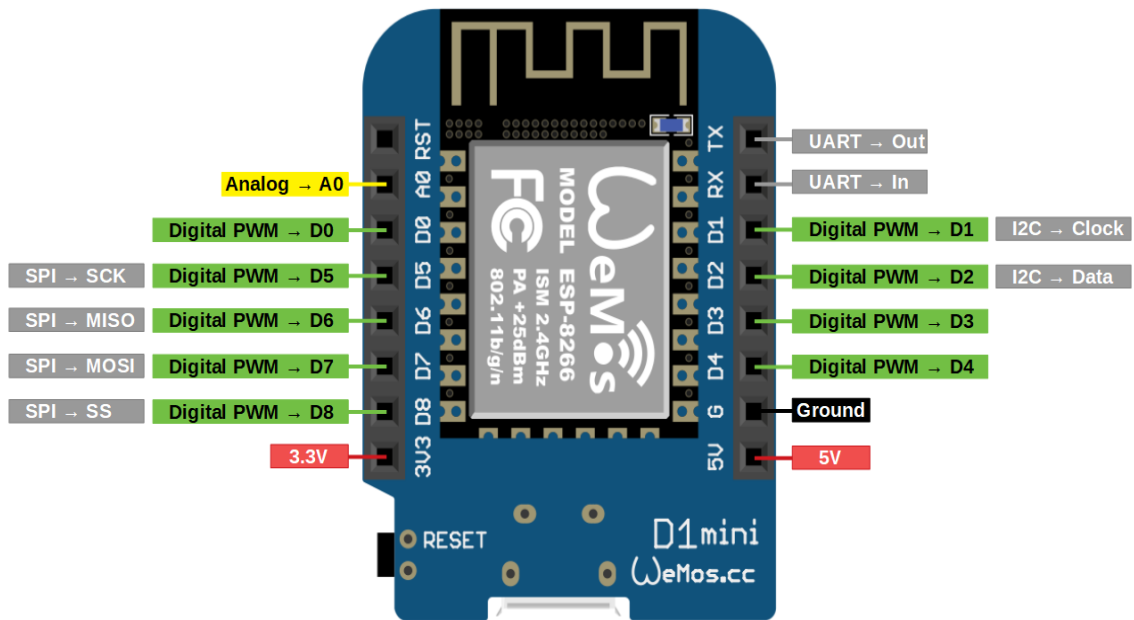 RST
Analog → A0
A0
Digital PWM → D0
D0
SPI → SCK
Digital PWM → D5
D5
SPI → MISO
Digital PWM → D6
D6
SPI → MOSI
Digital PWM → D7
D7
SPI → SS
Digital PWM → D8
D8
3.3V
3V3
WeMos
MODEL ESP-8266
ISM 2.4GHz
PA +25dBm
802.11b/g/n
FC
TX
UART → Out
RX
UART → In
D1
Digital PWM → D1
I2C → Clock
D2
Digital PWM → D2
I2C → Data
D3
Digital PWM → D3
D4
Digital PWM → D4
G
Ground
5V
5V
RESET
D1mini
WeMos.cc